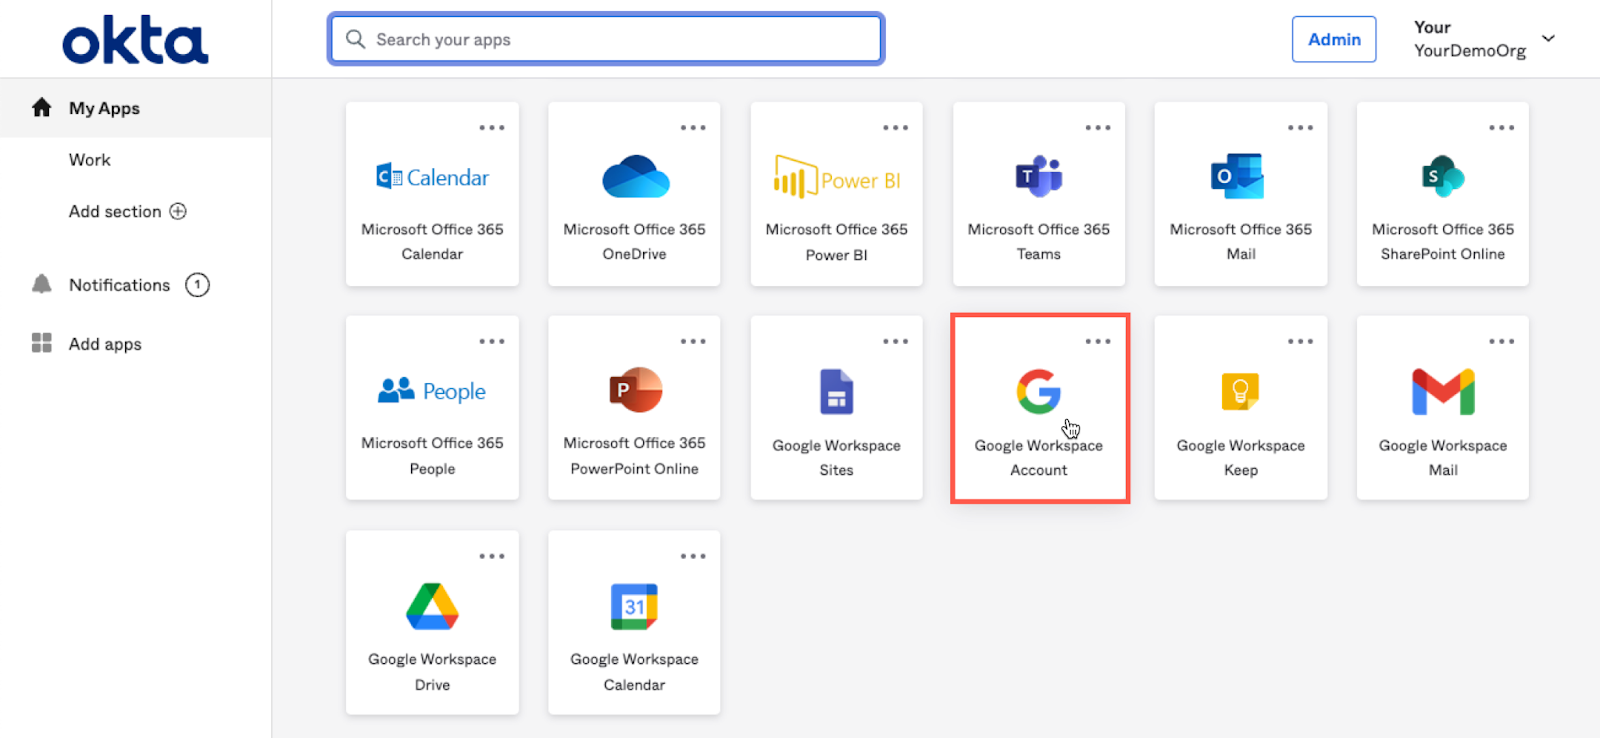 okta
Search your apps
Admin
Your
YourDemoOrg
My Apps
Work
Add section
Notifications 1
Add apps
C Calendar
Microsoft Office 365
Calendar
Microsoft Office 365
OneDrive
Power BI
Microsoft Office 365
Power BI
T
Microsoft Office 365
Teams
O
Microsoft Office 365
Mail
S
Microsoft Office 365
SharePoint Online
People
Microsoft Office 365
People
P
Microsoft Office 365
PowerPoint Online
Google Workspace
Sites
G
Google Workspace
Account
Google Workspace
Keep
M
Google Workspace
Mail
Google Workspace
Drive
31
Google Workspace
Calendar